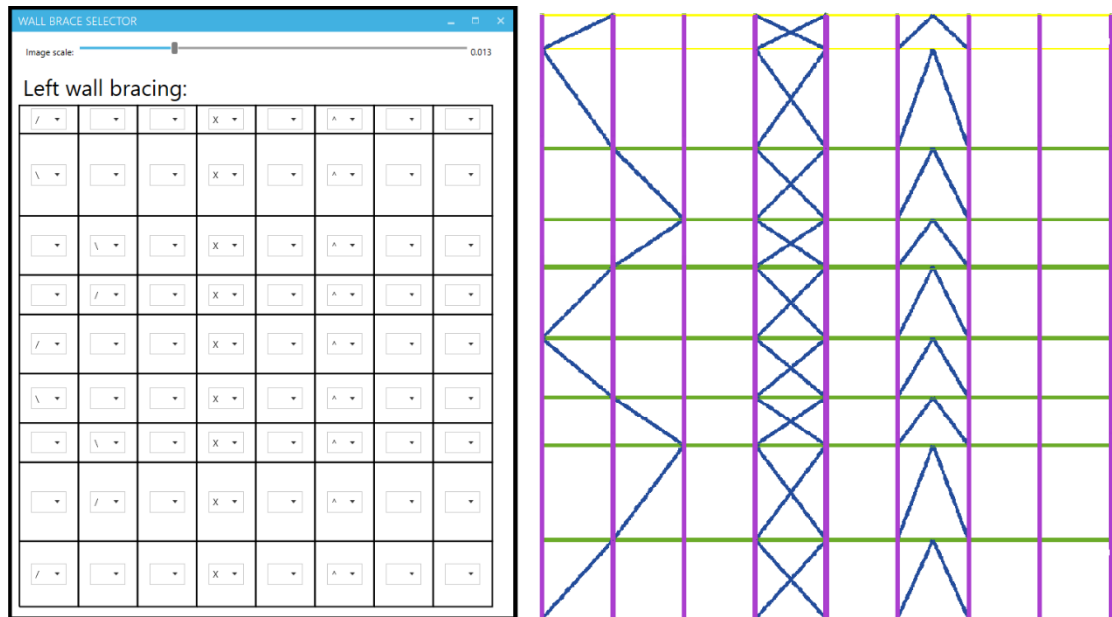 WALL BRACE SELECTOR
Image scale: 0.013
Left wall bracing:
/ X ^
\ X ^
\ X ^
/ X ^
/ X ^
\ X ^
\ X ^
/ X ^
/ X ^